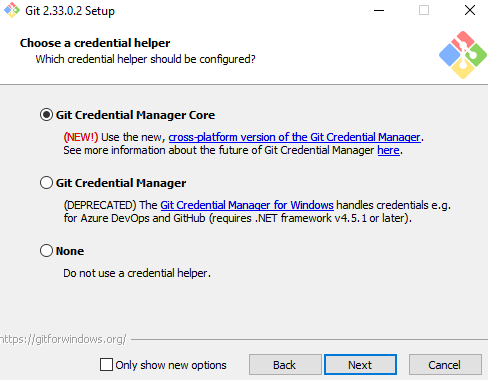 Git 2.33.0.2 Setup
Choose a credential helper
Which credential helper should be configured?
Git Credential Manager Core
(NEW!) Use the new, cross-platform version of the Git Credential Manager.
See more information about the future of Git Credential Manager here.
Git Credential Manager
(DEPRECATED) The Git Credential Manager for Windows handles credentials e.g.
for Azure DevOps and GitHub (requires .NET framework v4.5.1 or later).
None
Do not use a credential helper.
https://gitforwindows.org/
Only show new options
Back
Next
Cancel